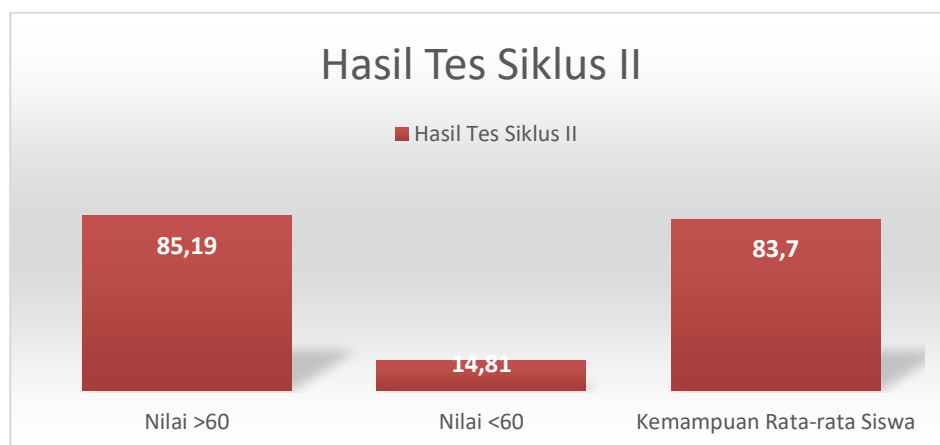 Hasil Tes Siklus II
Hasil Tes Siklus II
85,19
14,81
83,7
Nilai >60
Nilai <60
Kemampuan Rata-rata Siswa